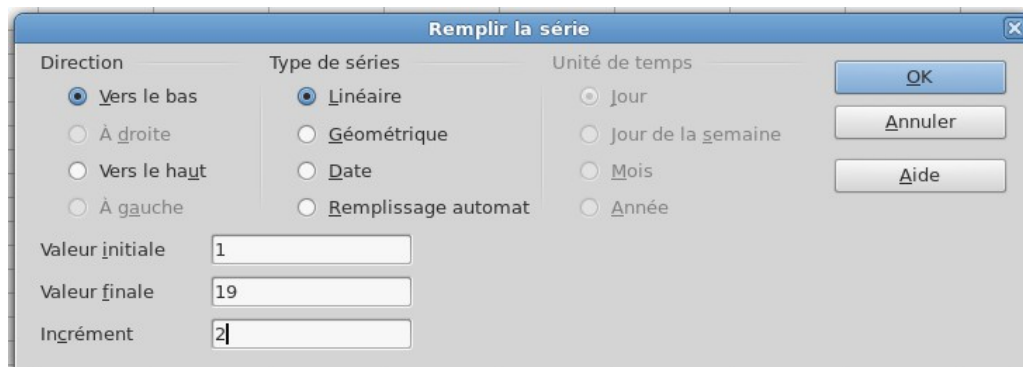 Remplir la série
Direction Type de séries Unité de temps
Vers le bas Linéaire Jour OK
À droite Géométrique Jour de la semaine Annuler
Vers le haut Date Mois Aide
À gauche Remplissage automat Année
Valeur initiale 1
Valeur finale 19
Incrément 2